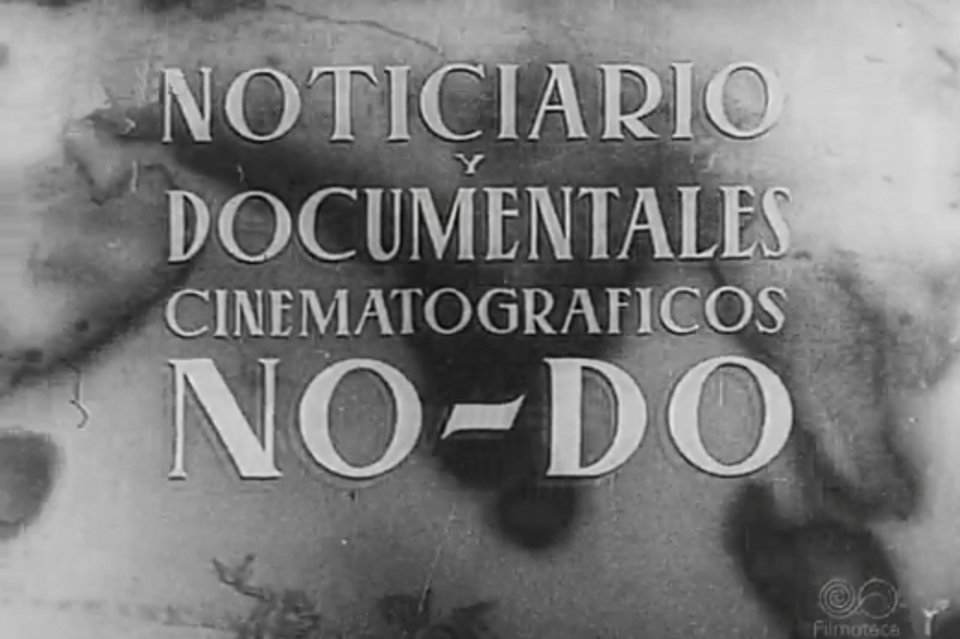 NOTICIARIO
Y
DOCUMENTALES
CINEMATOGRAFICOS
NO-DO
Filmoteca